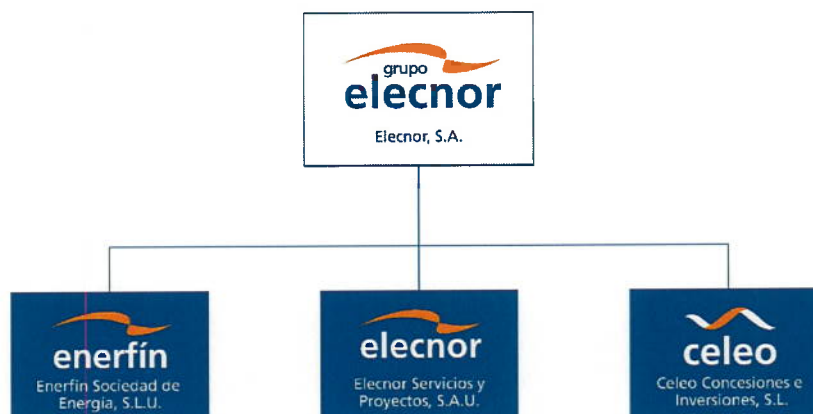 grupo
elecnor
Elecnor, S.A.
enerfín
Enerfín Sociedad de
Energía, S.L.U.
elecnor
Elecnor Servicios y
Proyectos, S.A.U.
celeo
Celeo Concesiones e
Inversiones, S.L.